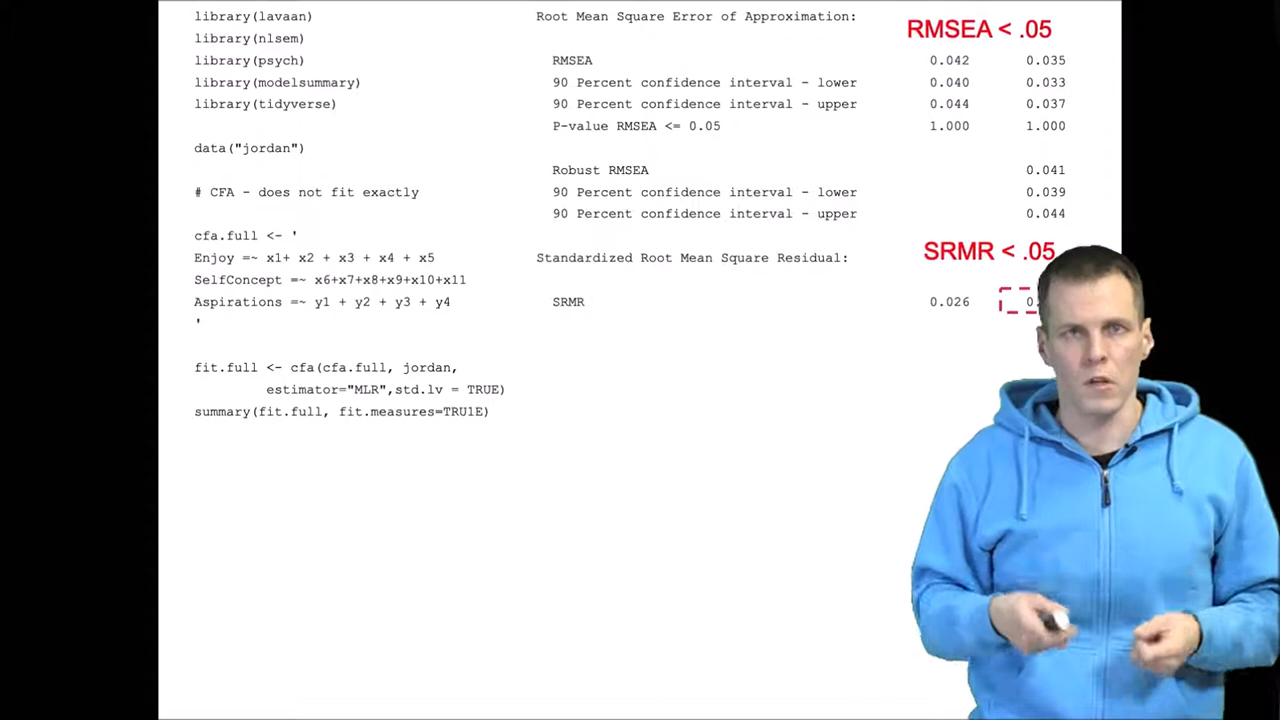 library(lavaan)
library(nlsem)
library(psych)
library(modelsummary)
library(tidyverse)
data("jordan")
# CFA - does not fit exactly
cfa.full <- '
Enjoy =~ x1+ x2 + x3 + x4 + x5
SelfConcept =~ x6+x7+x8+x9+x10+x11
Aspirations =~ y1 + y2 + y3 + y4
'
fit.full <- cfa(cfa.full, jordan,
estimator="MLR",std.lv = TRUE)
summary(fit.full, fit.measures=TRU1E)
Root Mean Square Error of Approximation:
RMSEA < .05
RMSEA 0.042 0.035
90 Percent confidence interval - lower 0.040 0.033
90 Percent confidence interval - upper 0.044 0.037
P-value RMSEA <= 0.05 1.000 1.000
Robust RMSEA 0.041
90 Percent confidence interval - lower 0.039
90 Percent confidence interval - upper 0.044
SRMR < .05
Standardized Root Mean Square Residual:
SRMR 0.026